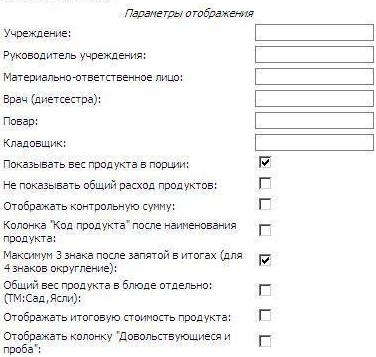 Параметры отображения
Учреждение:
Руководитель учреждения:
Материально-ответственное лицо:
Врач (диетсестра):
Повар:
Кладовщик:
Показывать вес продукта в порции:
Не показывать общий расход продуктов:
Отображать контрольную сумму:
Колонка "Код продукта" после наименования
продукта:
Максимум 3 знака после запятой в итогах (для
4 знаков округление):
Общий вес продукта в блюде отдельно:
(ТМ:Сад,Ясли):
Отображать итоговую стоимость продукта:
Отображать колонку "Довольствующиеся и
проба":